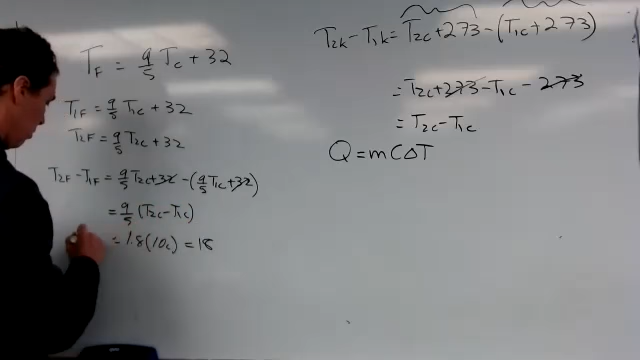 T_F = 9/5 T_C + 32
T_1F = 9/5 T_1C + 32
T_2F = 9/5 T_2C + 32
T_2F - T_1F = 9/5 T_2C + 32 - (9/5 T_1C + 32)
= 9/5 (T_2C - T_1C)
= 1.8(10c) = 18
T_2K - T_1K = T_2C + 273 - (T_1C + 273)
= T_2C + 273 - T_1C - 273
= T_2C - T_1C
Q = mCΔT